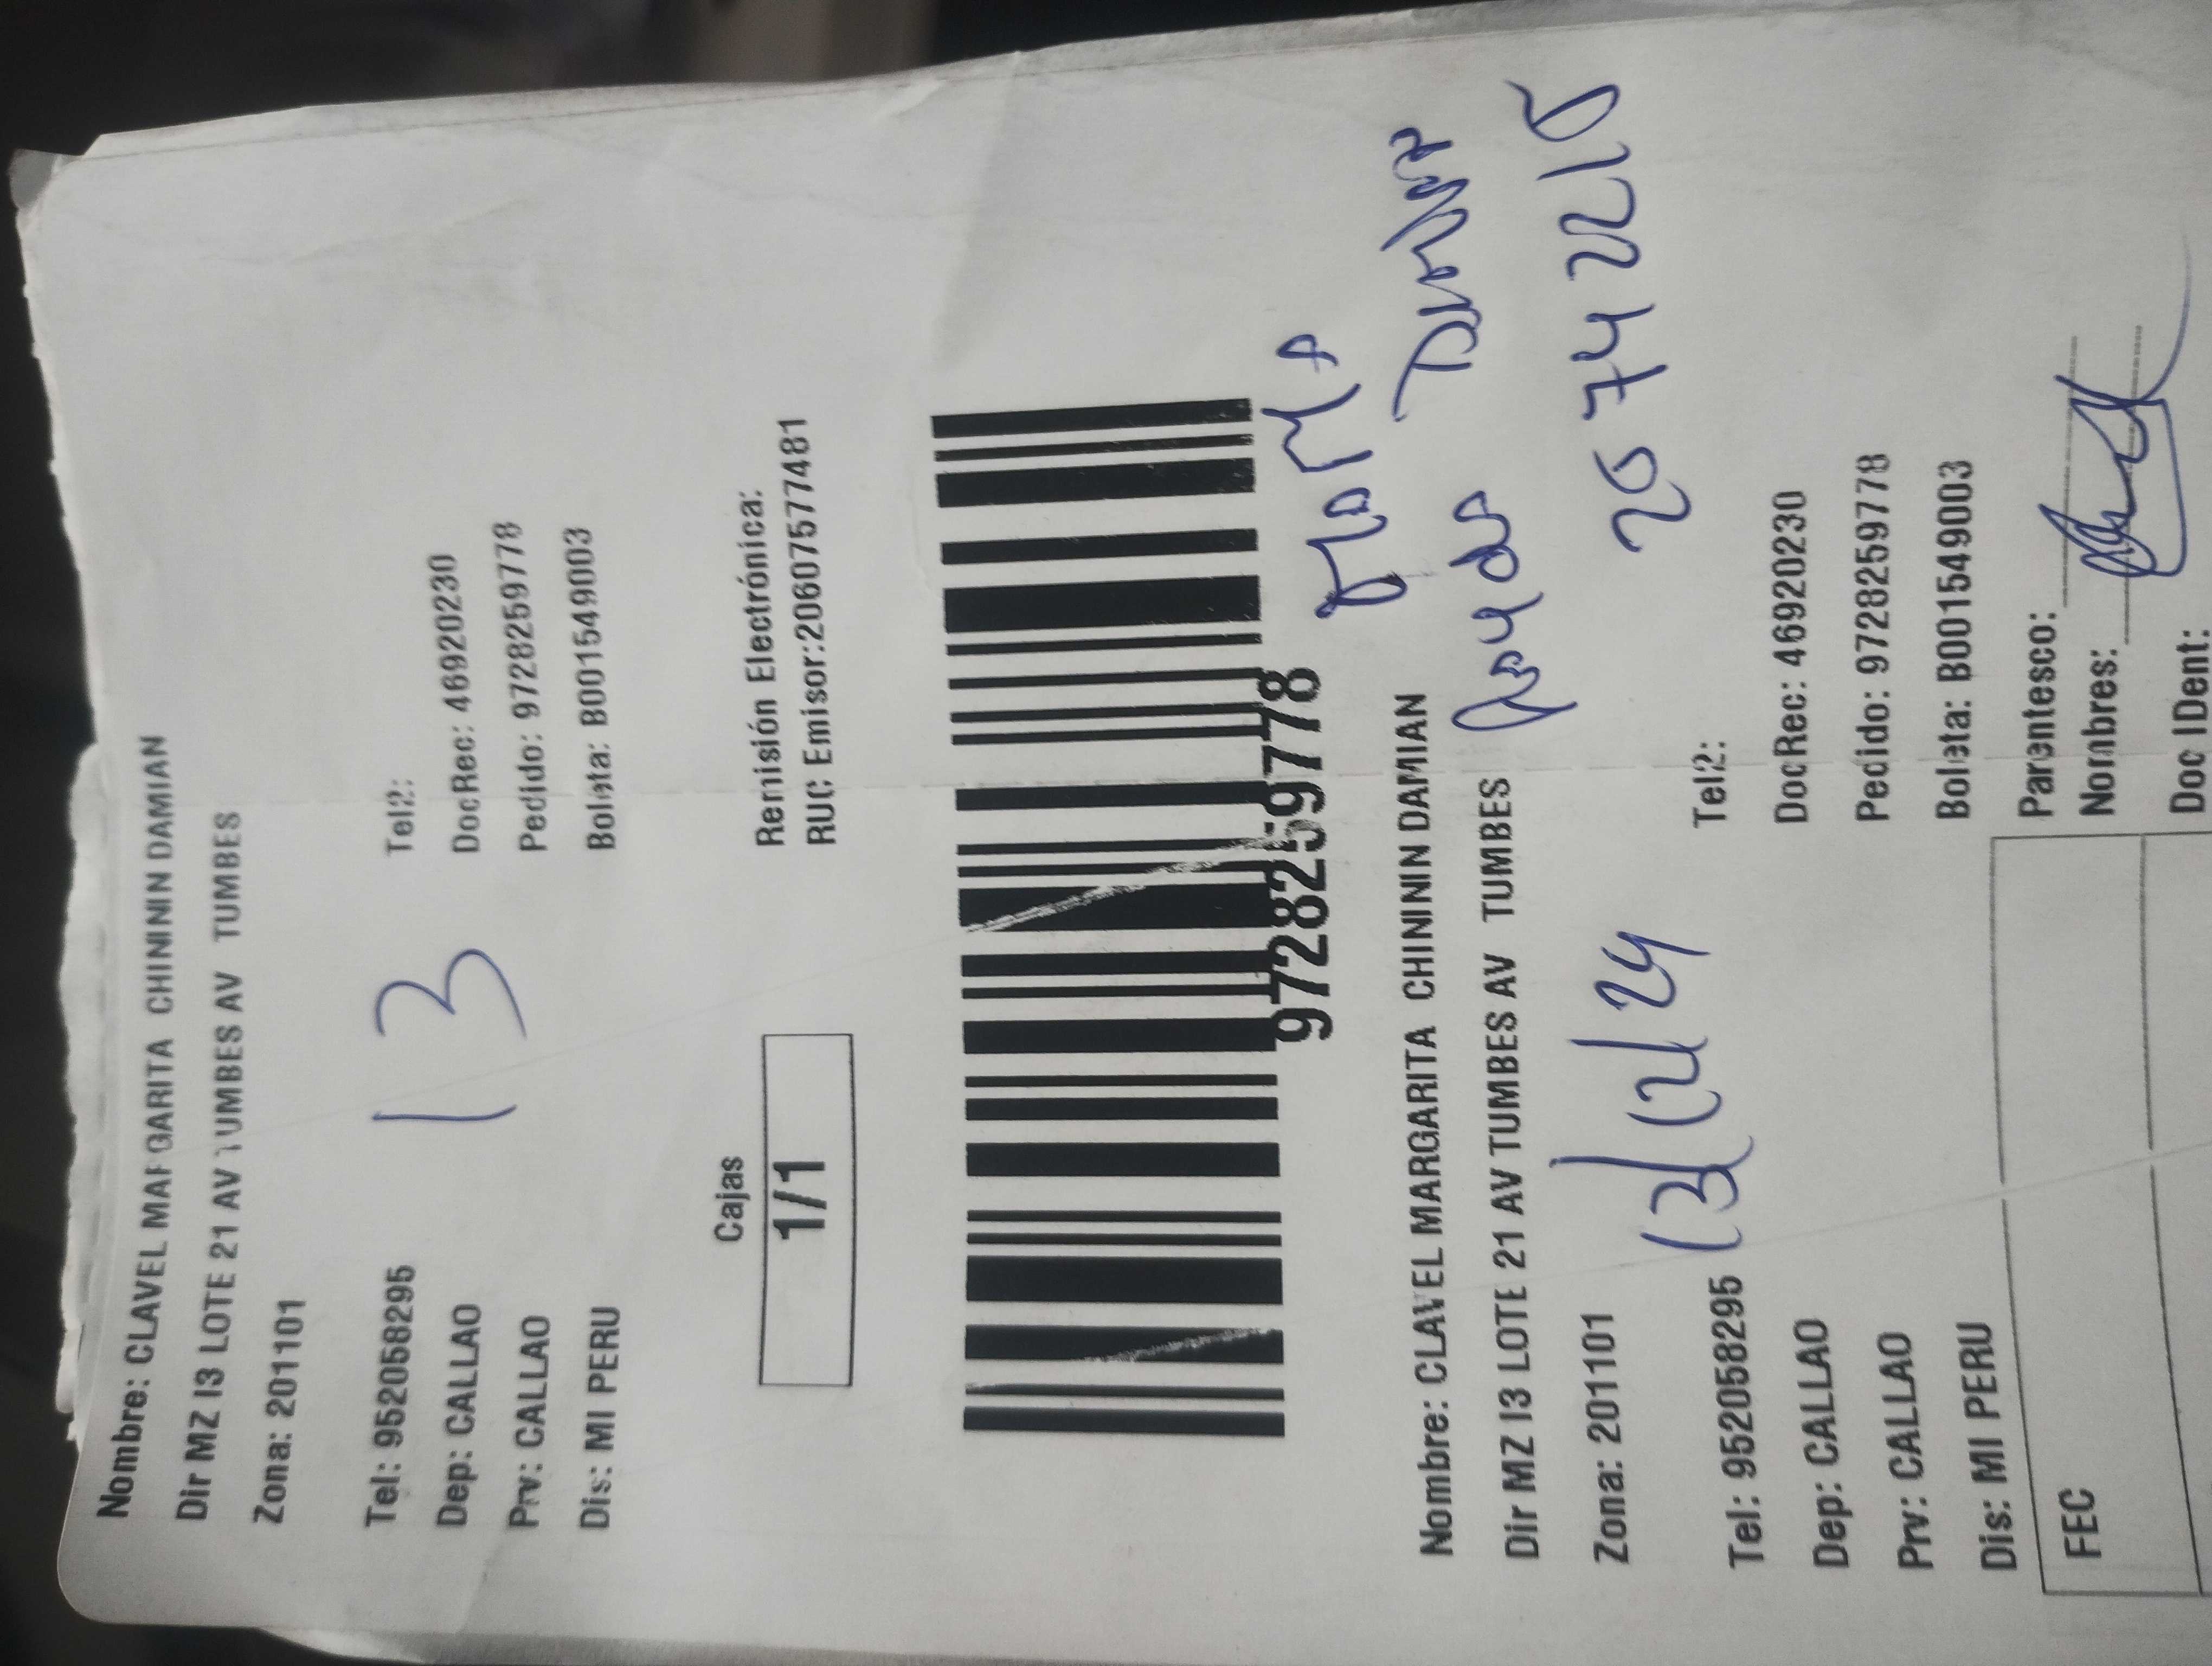 Nombre: CLAVEL MARGARITA CHININ DAMIAN
Dir MZ I3 LOTE 21 AV TUMBES AV TUMBES
Zona: 201101
Tel: 952058295
Tel2:
Dep: CALLAO
DocRec: 46920230
Prv: CALLAO
Pedido: 9728259778
Dis: MI PERU
Boleta: B001549003
13
Cajas
1/1
Remisión Electrónica:
RUC Emisor:20607577481
9728259778
Nombre: CLAVEL MARGARITA CHININ DAMIAN
Dir MZ I3 LOTE 21 AV TUMBES AV TUMBES
Zona: 201101
13/12/24
Tel: 952058295
Tel2:
Dep: CALLAO
DocRec: 46920230
Prv: CALLAO
Pedido: 9728259778
Dis: MI PERU
Boleta: B001549003
FEC
Parentesco:
Nombres:
Doc IDent: